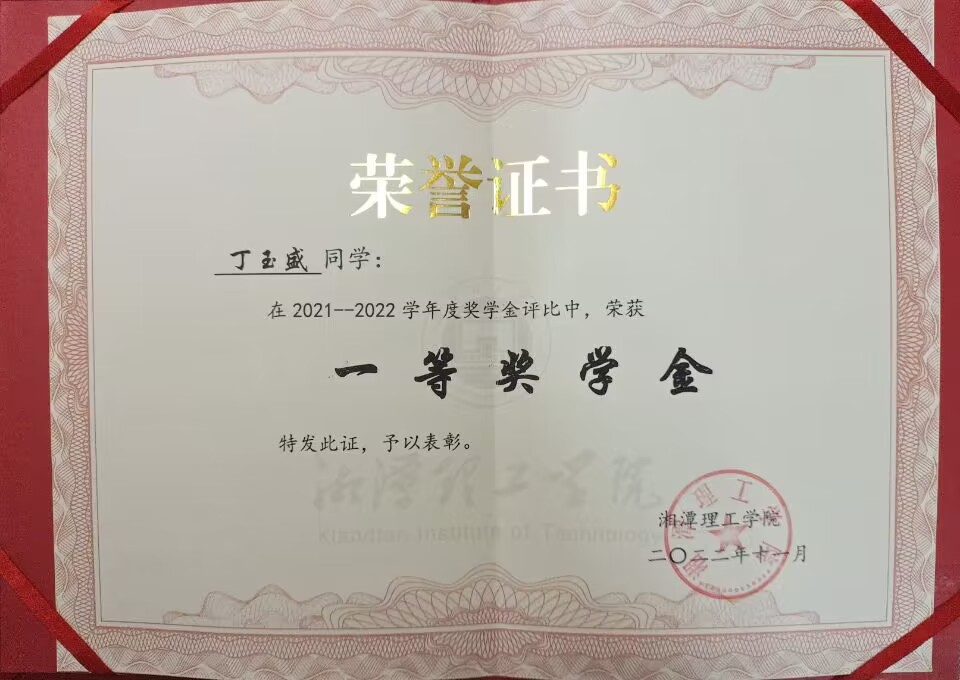 荣誉证书
丁玉盛 同学：
在 2021--2022 学年度奖学金评比中，荣获
一等奖学金
特发此证，予以表彰。
湘潭理工学院
Xiangtan Institute of Technology
湘潭理工学院
二〇二二年十一月